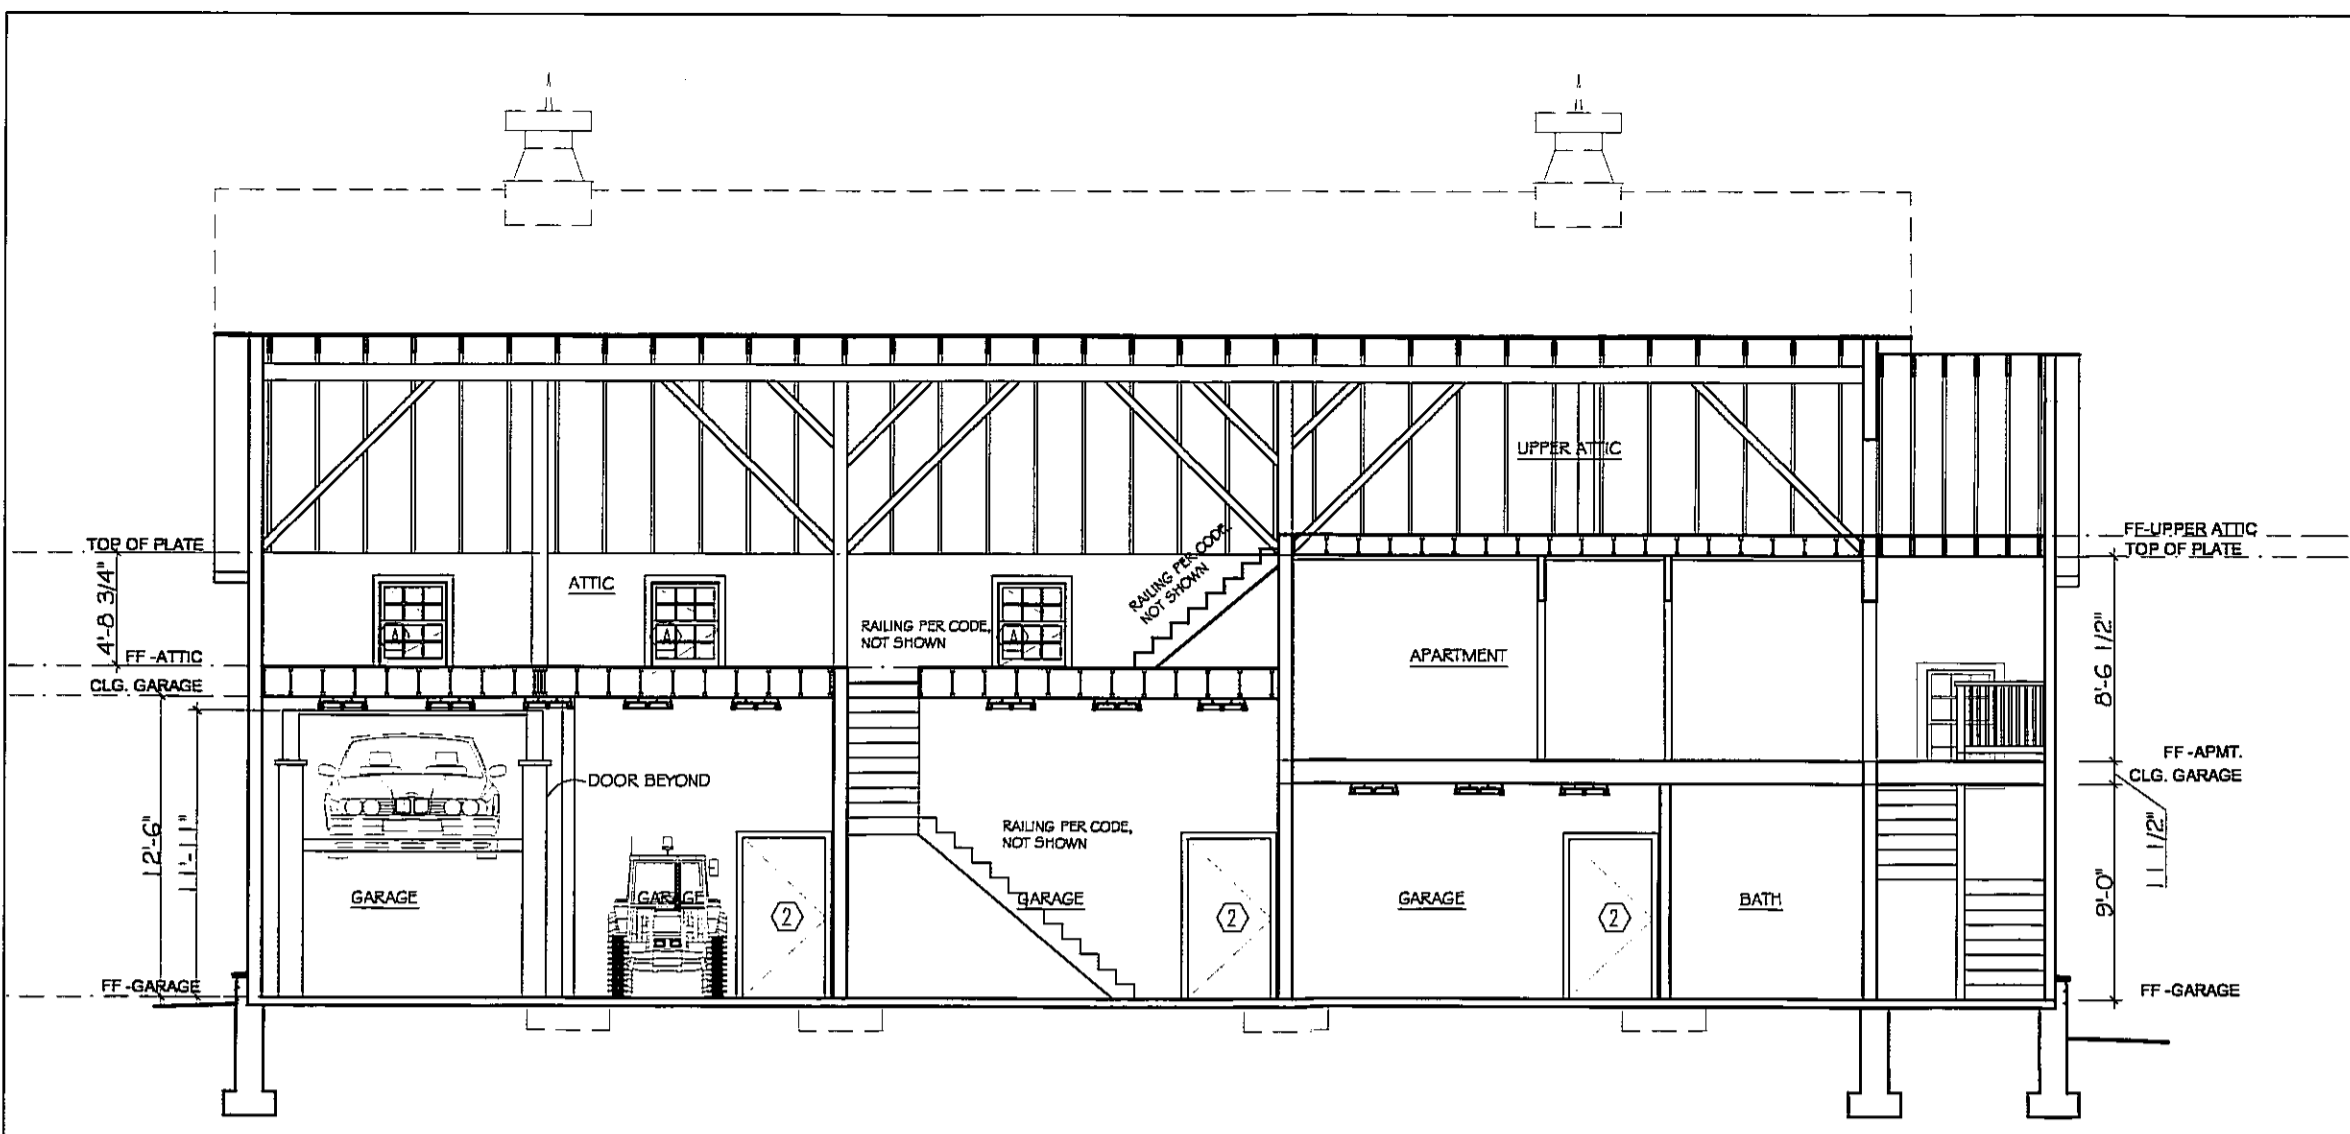 UPPER ATTIC
FF-UPPER ATTIC
TOP OF PLATE
TOP OF PLATE
4'-8 3/4"
ATTIC
RAILING PER CODE,
NOT SHOWN
RAILING PER CODE,
NOT SHOWN
FF-ATTIC
CLG. GARAGE
A
A
A
APARTMENT
8'-6 1/2"
FF-APMT.
CLG. GARAGE
11 1/2"
DOOR BEYOND
12'-6"
11'-11"
RAILING PER CODE,
NOT SHOWN
GARAGE
GARAGE
2
GARAGE
2
GARAGE
2
BATH
9'-0"
FF-GARAGE
FF-GARAGE